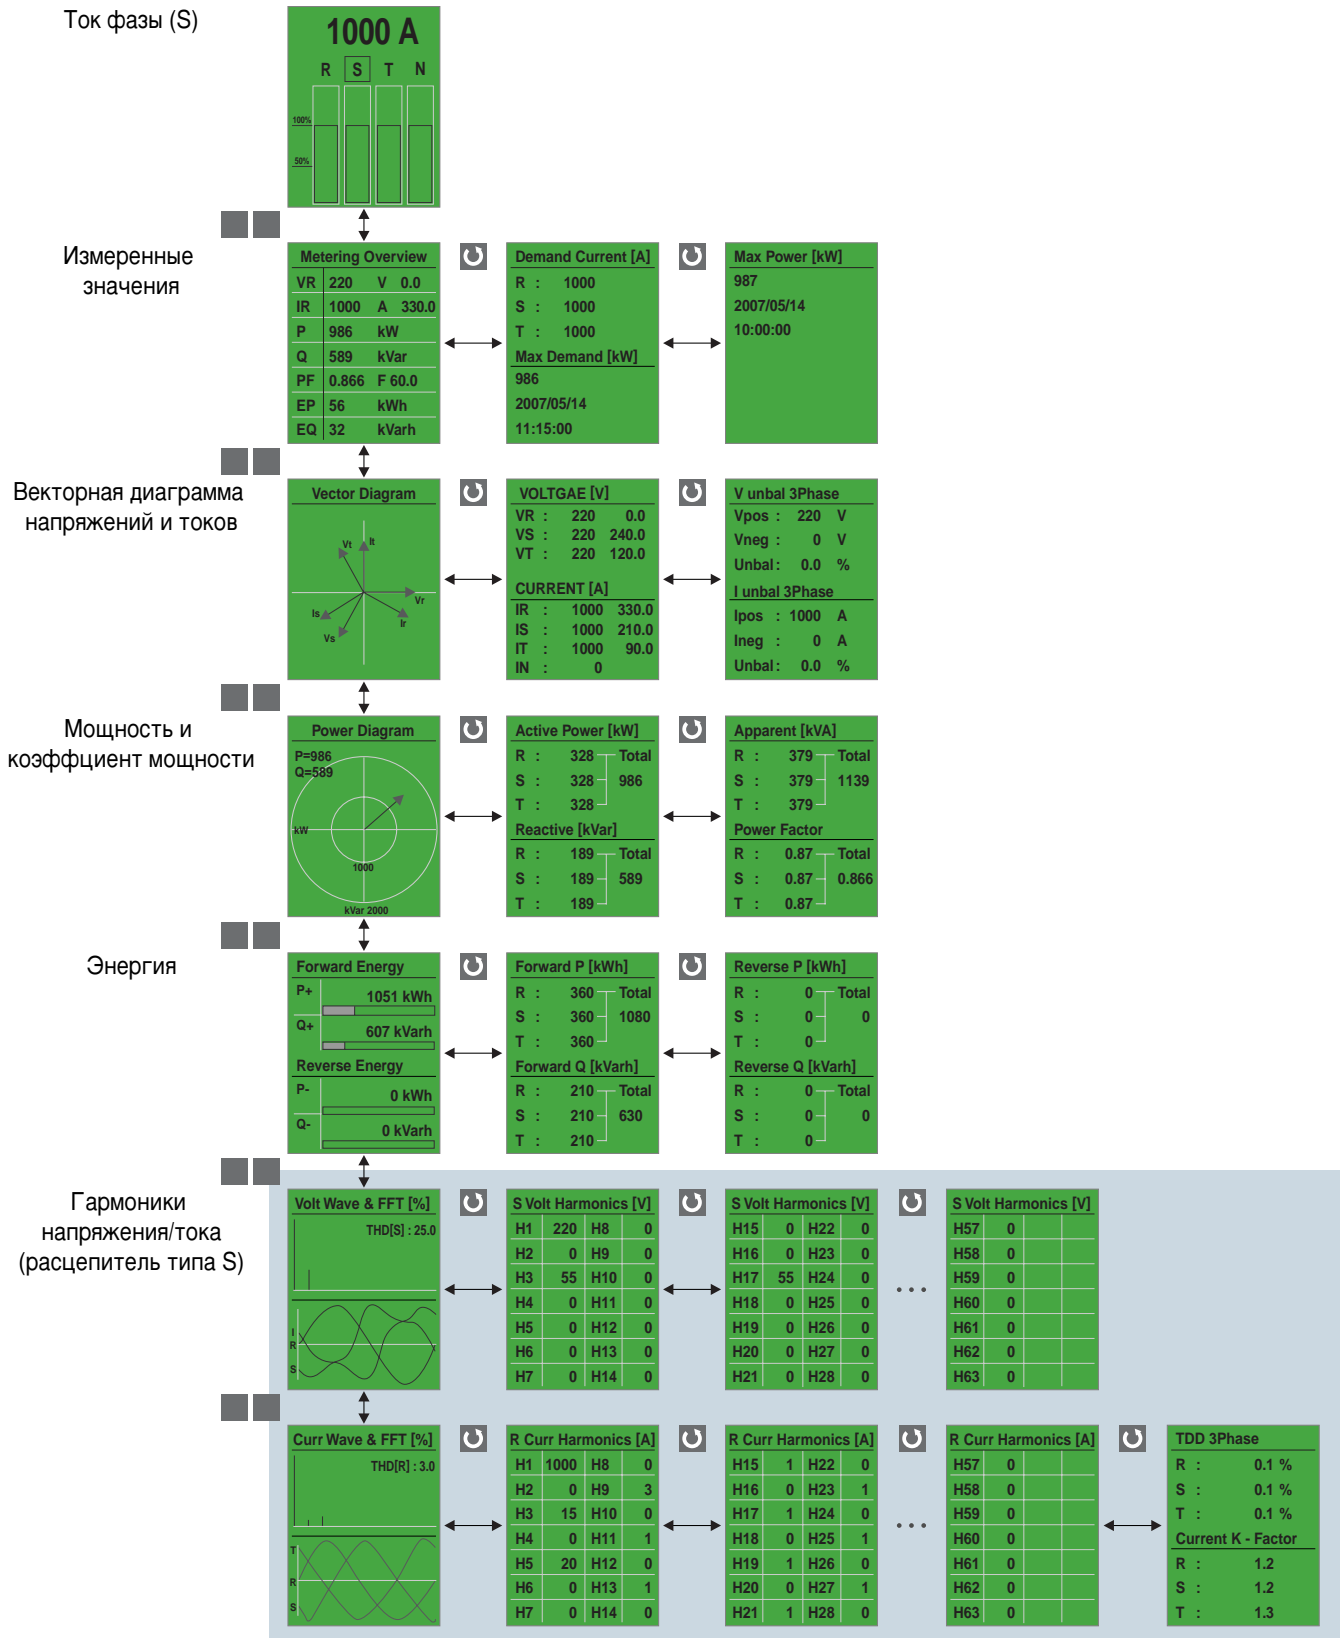 Ток фазы (S)
1000 A
R S T N
100%
50%
Измеренные
значения
Metering Overview
VR 220 V 0.0
IR 1000 A 330.0
P 986 kW
Q 589 kVar
PF 0.866 F 60.0
EP 56 kWh
EQ 32 kVarh
Demand Current [A]
R : 1000
S : 1000
T : 1000
Max Demand [kW]
986
2007/05/14
11:15:00
Max Power [kW]
987
2007/05/14
10:00:00
Векторная диаграмма
напряжений и токов
Vector Diagram
Vt It
Vr
Is
Ir
Vs
VOLTGAE [V]
VR : 220 0.0
VS : 220 240.0
VT : 220 120.0
CURRENT [A]
IR : 1000 330.0
IS : 1000 210.0
IT : 1000 90.0
IN : 0
V unbal 3Phase
Vpos : 220 V
Vneg : 0 V
Unbal : 0.0 %
I unbal 3Phase
Ipos : 1000 A
Ineg : 0 A
Unbal : 0.0 %
Мощность и
коэффциент мощности
Power Diagram
P=986
Q=589
kW
1000
kVar 2000
Active Power [kW]
R : 328 Total
S : 328 986
T : 328
Reactive [kVar]
R : 189 Total
S : 189 589
T : 189
Apparent [kVA]
R : 379 Total
S : 379 1139
T : 379
Power Factor
R : 0.87 Total
S : 0.87 0.866
T : 0.87
Энергия
Forward Energy
P+ 1051 kWh
Q+ 607 kVarh
Reverse Energy
P- 0 kWh
Q- 0 kVarh
Forward P [kWh]
R : 360 Total
S : 360 1080
T : 360
Forward Q [kVarh]
R : 210 Total
S : 210 630
T : 210
Reverse P [kWh]
R : 0 Total
S : 0 0
T : 0
Reverse Q [kVarh]
R : 0 Total
S : 0 0
T : 0
Гармоники
напряжения/тока
(расцепитель типа S)
Volt Wave & FFT [%]
THD[S] : 25.0
I
R
S
S Volt Harmonics [V]
H1 220 H8 0
H2 0 H9 0
H3 55 H10 0
H4 0 H11 0
H5 0 H12 0
H6 0 H13 0
H7 0 H14 0
S Volt Harmonics [V]
H15 0 H22 0
H16 0 H23 0
H17 55 H24 0
H18 0 H25 0
H19 0 H26 0
H20 0 H27 0
H21 0 H28 0
...
S Volt Harmonics [V]
H57 0
H58 0
H59 0
H60 0
H61 0
H62 0
H63 0
Curr Wave & FFT [%]
THD[R] : 3.0
T
R
S
R Curr Harmonics [A]
H1 1000 H8 0
H2 0 H9 3
H3 15 H10 0
H4 0 H11 1
H5 20 H12 0
H6 0 H13 1
H7 0 H14 0
R Curr Harmonics [A]
H15 1 H22 0
H16 0 H23 1
H17 1 H24 0
H18 0 H25 1
H19 1 H26 0
H20 0 H27 1
H21 1 H28 0
...
R Curr Harmonics [A]
H57 0
H58 0
H59 0
H60 0
H61 0
H62 0
H63 0
TDD 3Phase
R : 0.1 %
S : 0.1 %
T : 0.1 %
Current K - Factor
R : 1.2
S : 1.2
T : 1.3